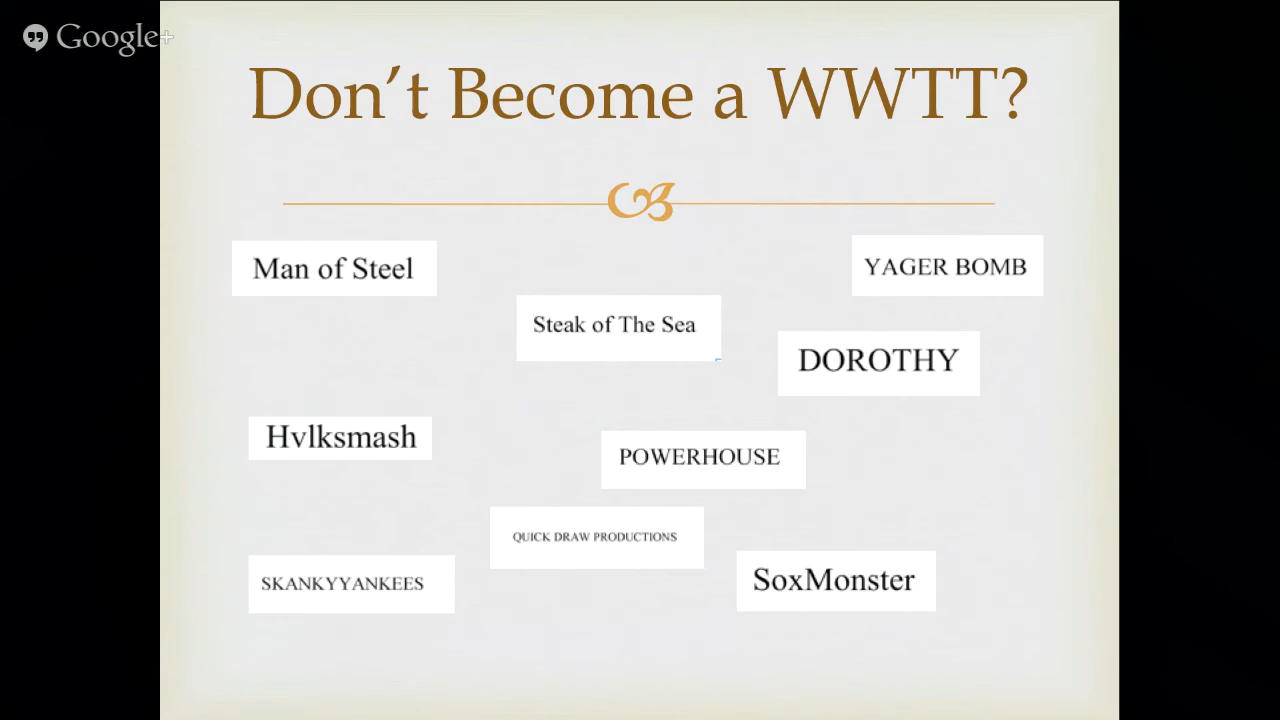 Google+
Don't Become a WWTT?
Man of Steel
YAGER BOMB
Steak of The Sea
DOROTHY
Hvlksmash
POWERHOUSE
QUICK DRAW PRODUCTIONS
SKANKYYANKEES
SoxMonster